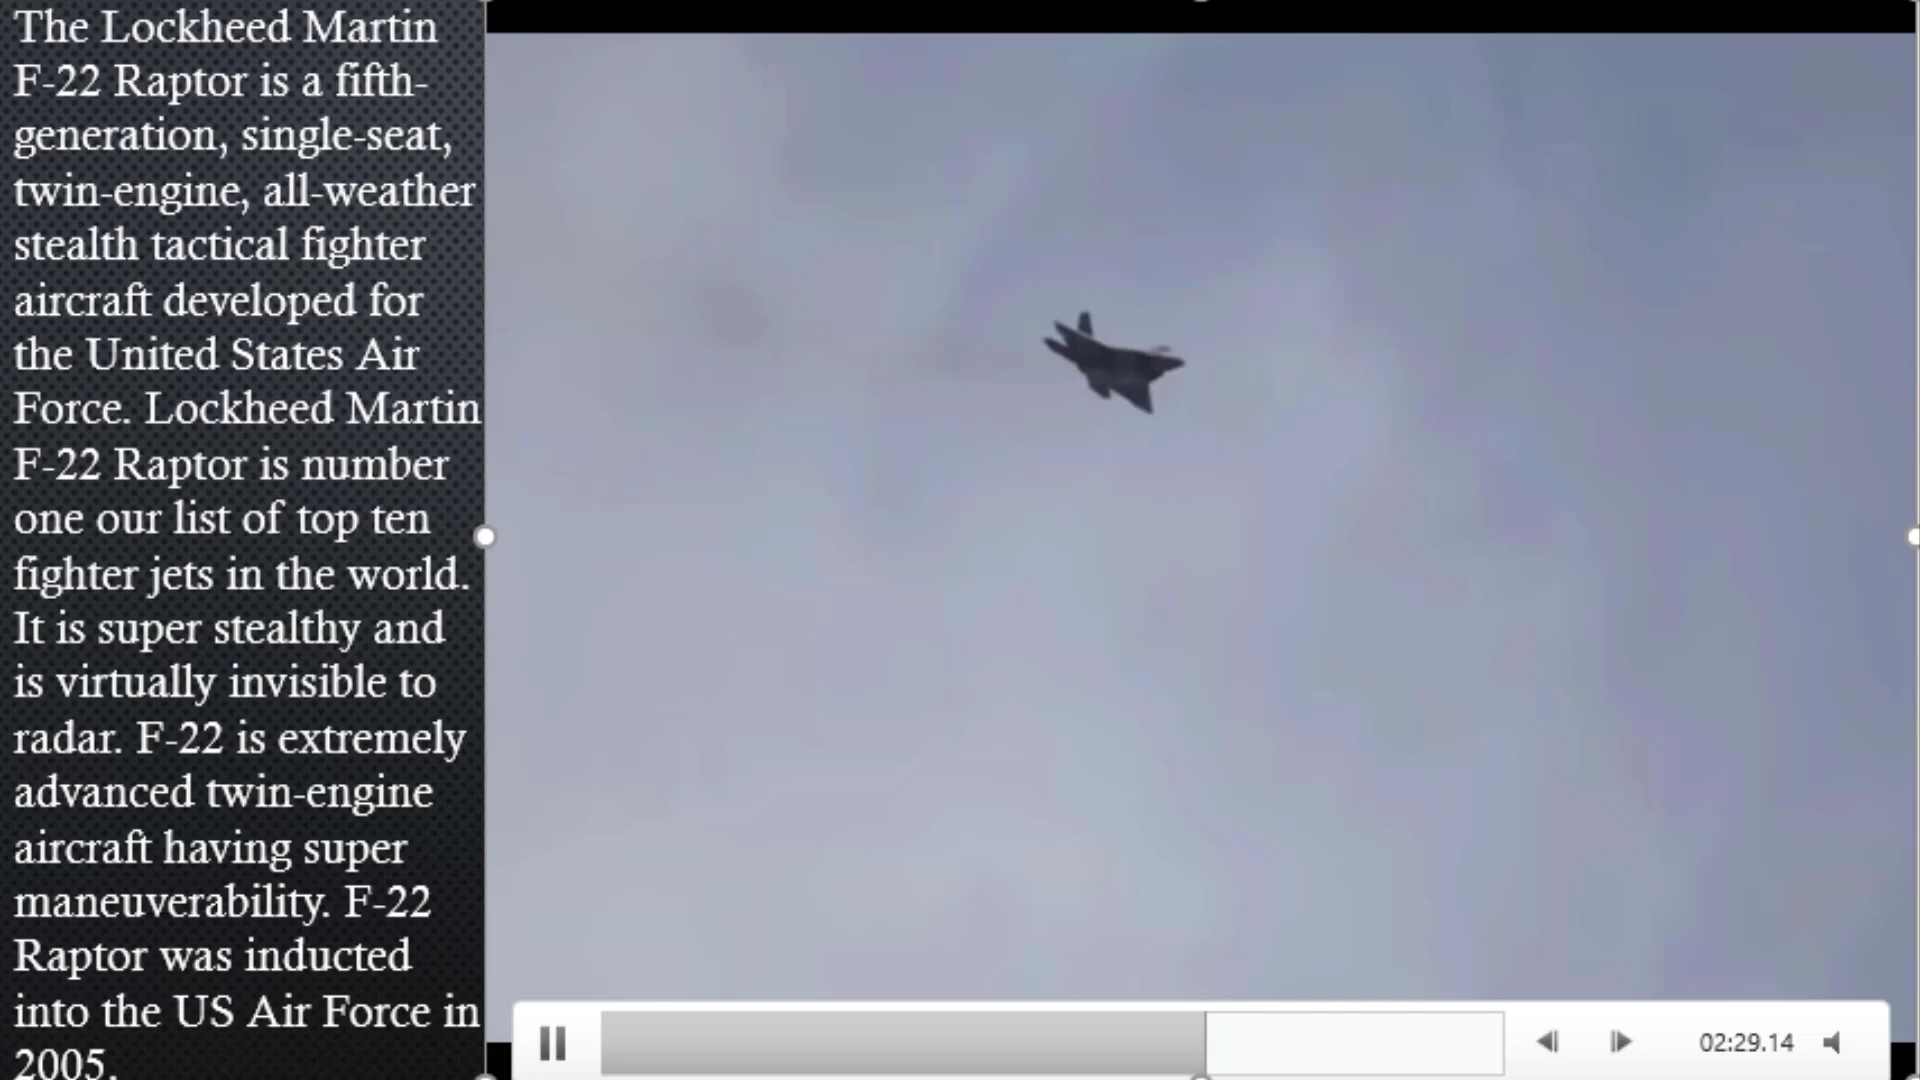 The Lockheed Martin
F-22 Raptor is a fifth-
generation, single-seat,
twin-engine, all-weather
stealth tactical fighter
aircraft developed for
the United States Air
Force. Lockheed Martin
F-22 Raptor is number
one our list of top ten
fighter jets in the world.
It is super stealthy and
is virtually invisible to
radar. F-22 is extremely
advanced twin-engine
aircraft having super
maneuverability. F-22
Raptor was inducted
into the US Air Force in
2005.
02:29.14